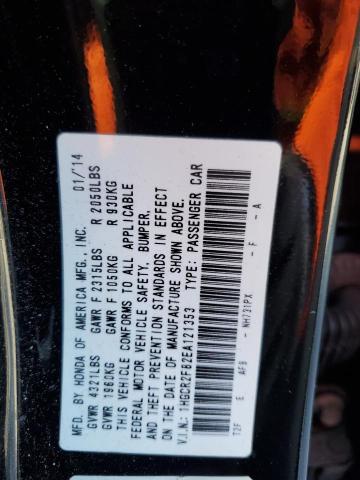 MFD. BY HONDA OF AMERICA MFG. INC. 01/14
GVWR 4321LBS GAWR F 2315LBS R 2050LBS
GVWR 1960KG GAWR F 1050KG R 930KG
THIS VEHICLE CONFORMS TO ALL APPLICABLE
FEDERAL MOTOR VEHICLE SAFETY, BUMPER,
AND THEFT PREVENTION STANDARDS IN EFFECT
ON THE DATE OF MANUFACTURE SHOWN ABOVE.
V.I.N.: 1HGCR2F82EA121353 TYPE: PASSENGER CAR
T2F E AFB - NH731PX - F - A